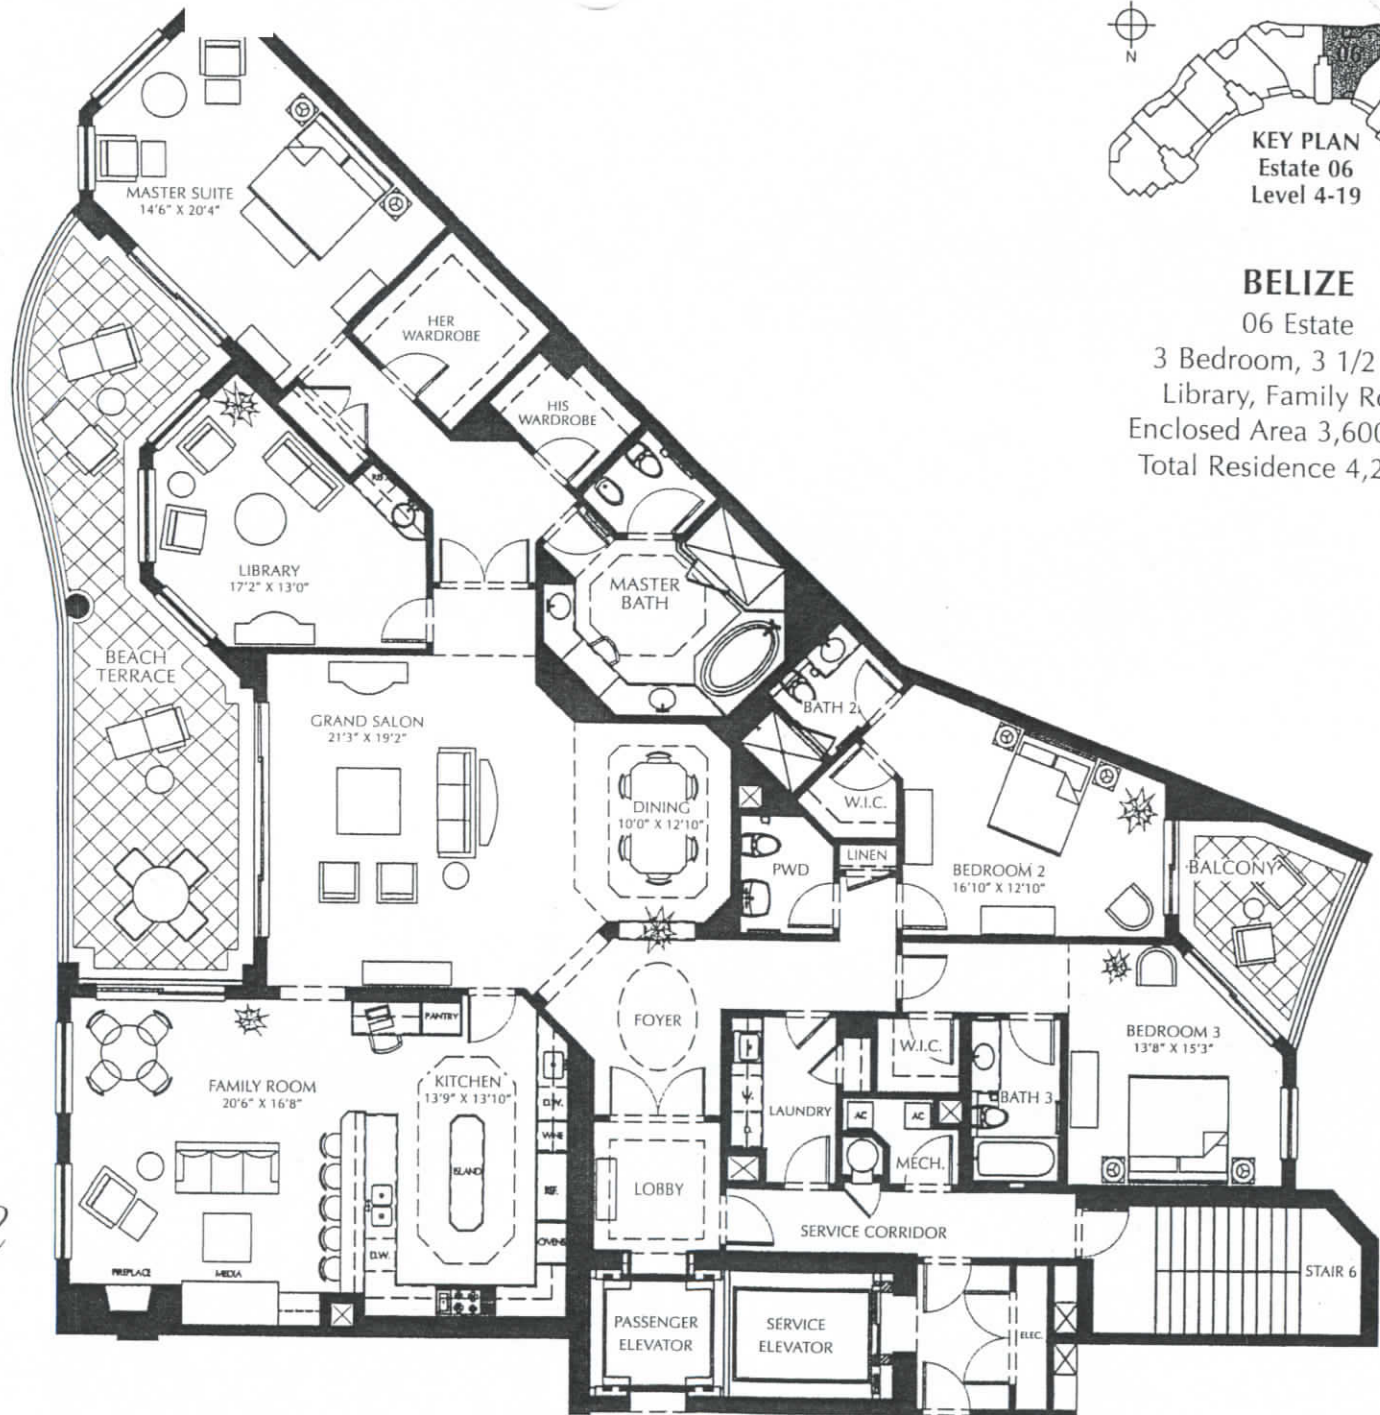 N
06
KEY PLAN
Estate 06
Level 4-19
BELIZE
06 Estate
3 Bedroom, 3 1/2
Library, Family Ro
Enclosed Area 3,600
Total Residence 4,2
MASTER SUITE
14'6" X 20'4"
HER
WARDROBE
HIS
WARDROBE
LIBRARY
17'2" X 13'0"
MASTER
BATH
BEACH
TERRACE
GRAND SALON
21'3" X 19'2"
BATH 2
DINING
10'0" X 12'10"
W.I.C.
LINEN
PWD
BEDROOM 2
16'10" X 12'10"
BALCONY
FOYER
PANTRY
BEDROOM 3
13'8" X 15'3"
W.I.C.
FAMILY ROOM
20'6" X 16'8"
KITCHEN
13'9" X 13'10"
D.W.
WINE
ISLAND
REF.
OVENS
D.W.
W.
D.
LAUNDRY
AC
AC
BATH 3
MECH.
LOBBY
SERVICE CORRIDOR
FIREPLACE
MEDIA
STAIR 6
PASSENGER
ELEVATOR
SERVICE
ELEVATOR
ELEC.